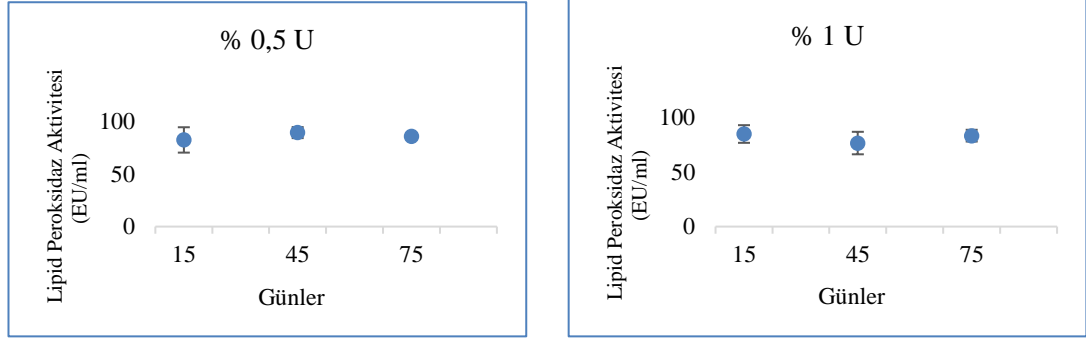 % 0,5 U
Lipid Peroksidaz Aktivitesi
(EU/ml)
100
50
0
15 45 75
Günler
% 1 U
Lipid Peroksidaz Aktivitesi
(EU/ml)
100
50
0
15 45 75
Günler